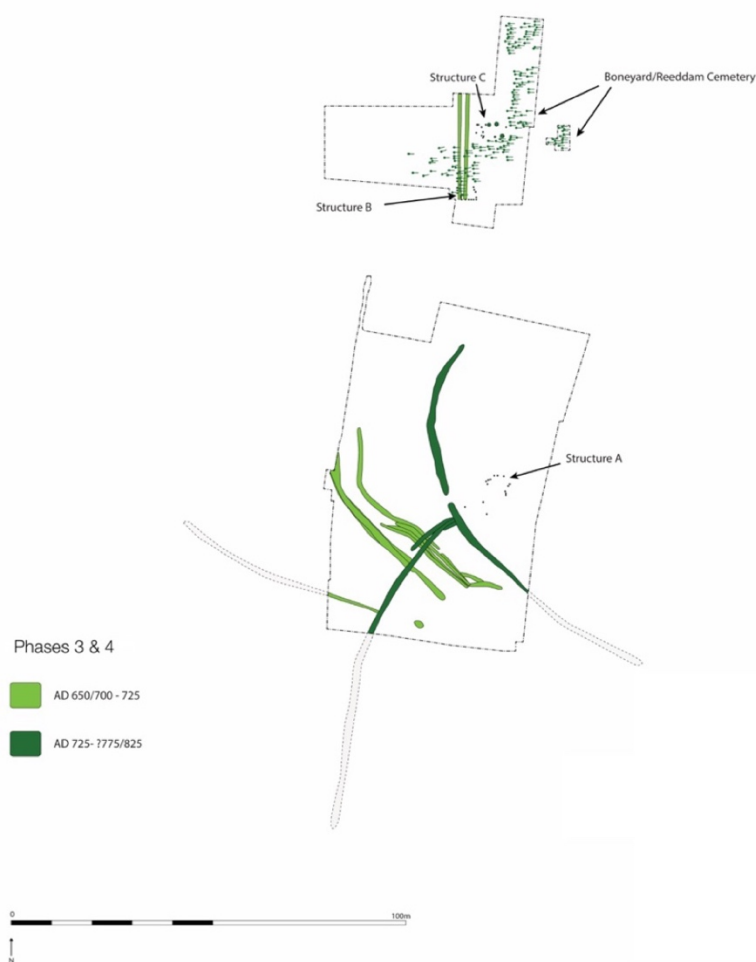 Structure C
Boneyard/Reeddam Cemetery
Structure B
Structure A
Phases 3 & 4
AD 650/700 - 725
AD 725- ?775/825
0
100m
N